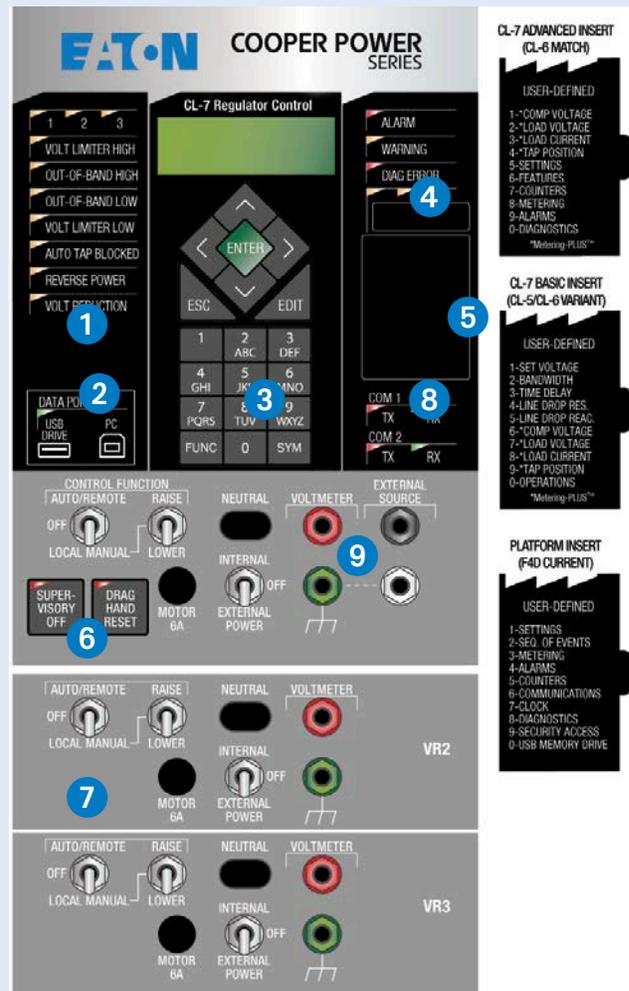 EATON
COOPER POWER
SERIES
1 2 3
VOLT LIMITER HIGH
OUT-OF-BAND HIGH
OUT-OF-BAND LOW
VOLT LIMITER LOW
AUTO TAP BLOCKED
REVERSE POWER
VOLT REDUCTION
1
DATA PO
2
USB
DRIVE
PC
CL-7 Regulator Control
ENTER
ESC
EDIT
1
2
ABC
3
DEF
4
GHI
5
JKL
6
MNO
7
PQRS
8
TUV
9
WXYZ
FUNC
0
SYM
3
ALARM
WARNING
DIAG ERROR
4
5
COM 1
8
TX
RX
COM 2
TX RX
CONTROL FUNCTION
AUTO/REMOTE
RAISE
OFF
LOCAL MANUAL
LOWER
SUPER-
VISORY
OFF
DRAG
HAND
RESET
6
NEUTRAL
MOTOR
6A
INTERNAL
OFF
EXTERNAL
POWER
VOLTMETER
EXTERNAL
SOURCE
9
AUTO/REMOTE
RAISE
OFF
LOCAL MANUAL
LOWER
7
NEUTRAL
MOTOR
6A
INTERNAL
OFF
EXTERNAL
POWER
VOLTMETER
VR2
AUTO/REMOTE
RAISE
OFF
LOCAL MANUAL
LOWER
NEUTRAL
MOTOR
6A
INTERNAL
OFF
EXTERNAL
POWER
VOLTMETER
VR3
CL-7 ADVANCED INSERT
(CL-6 MATCH)
USER-DEFINED
1-*COMP VOLTAGE
2-*LOAD VOLTAGE
3-*LOAD CURRENT
4-*TAP POSITION
5-SETTINGS
6-FEATURES
7-COUNTERS
8-METERING
9-ALARMS
0-DIAGNOSTICS
*Metering-PLUS™
CL-7 BASIC INSERT
(CL-5/CL-6 VARIANT)
USER-DEFINED
1-SET VOLTAGE
2-BANDWIDTH
3-TIME DELAY
4-LINE DROP RES.
5-LINE DROP REAC.
6-*COMP VOLTAGE
7-*LOAD VOLTAGE
8-*LOAD CURRENT
9-*TAP POSITION
0-OPERATIONS
*Metering-PLUS™
PLATFORM INSERT
(F4D CURRENT)
USER-DEFINED
1-SETTINGS
2-SEQ. OF EVENTS
3-METERING
4-ALARMS
5-COUNTERS
6-COMMUNICATIONS
7-CLOCK
8-DIAGNOSTICS
9-SECURITY ACCESS
0-USB MEMORY DRIVE